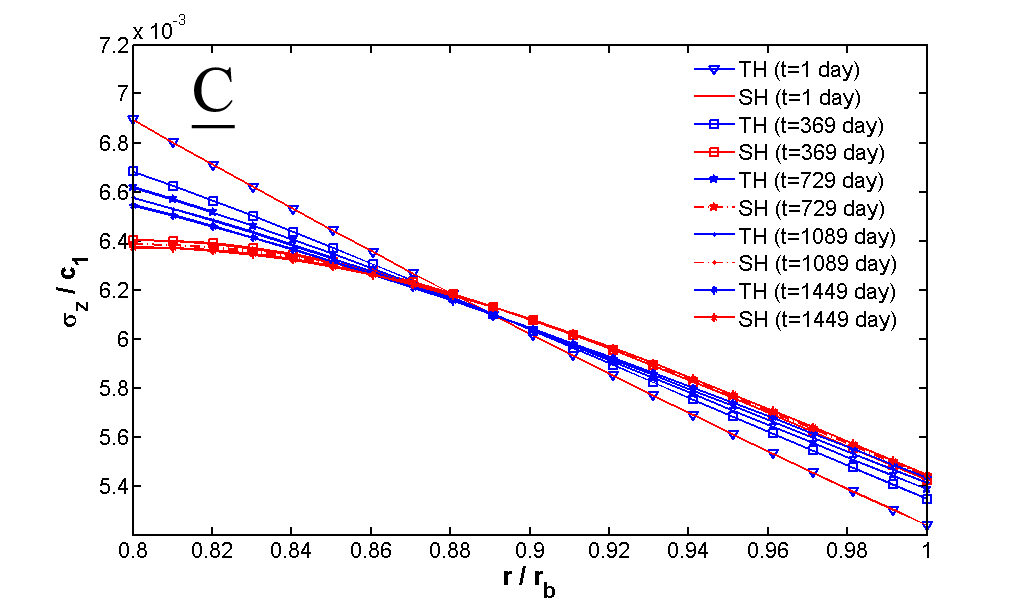 x 10⁻³
7.2
7
6.8
6.6
6.4
6.2
6
5.8
5.6
5.4
σz / c1
C
TH (t=1 day)
SH (t=1 day)
TH (t=369 day)
SH (t=369 day)
TH (t=729 day)
SH (t=729 day)
TH (t=1089 day)
SH (t=1089 day)
TH (t=1449 day)
SH (t=1449 day)
0.8 0.82 0.84 0.86 0.88 0.9 0.92 0.94 0.96 0.98 1
r / rb